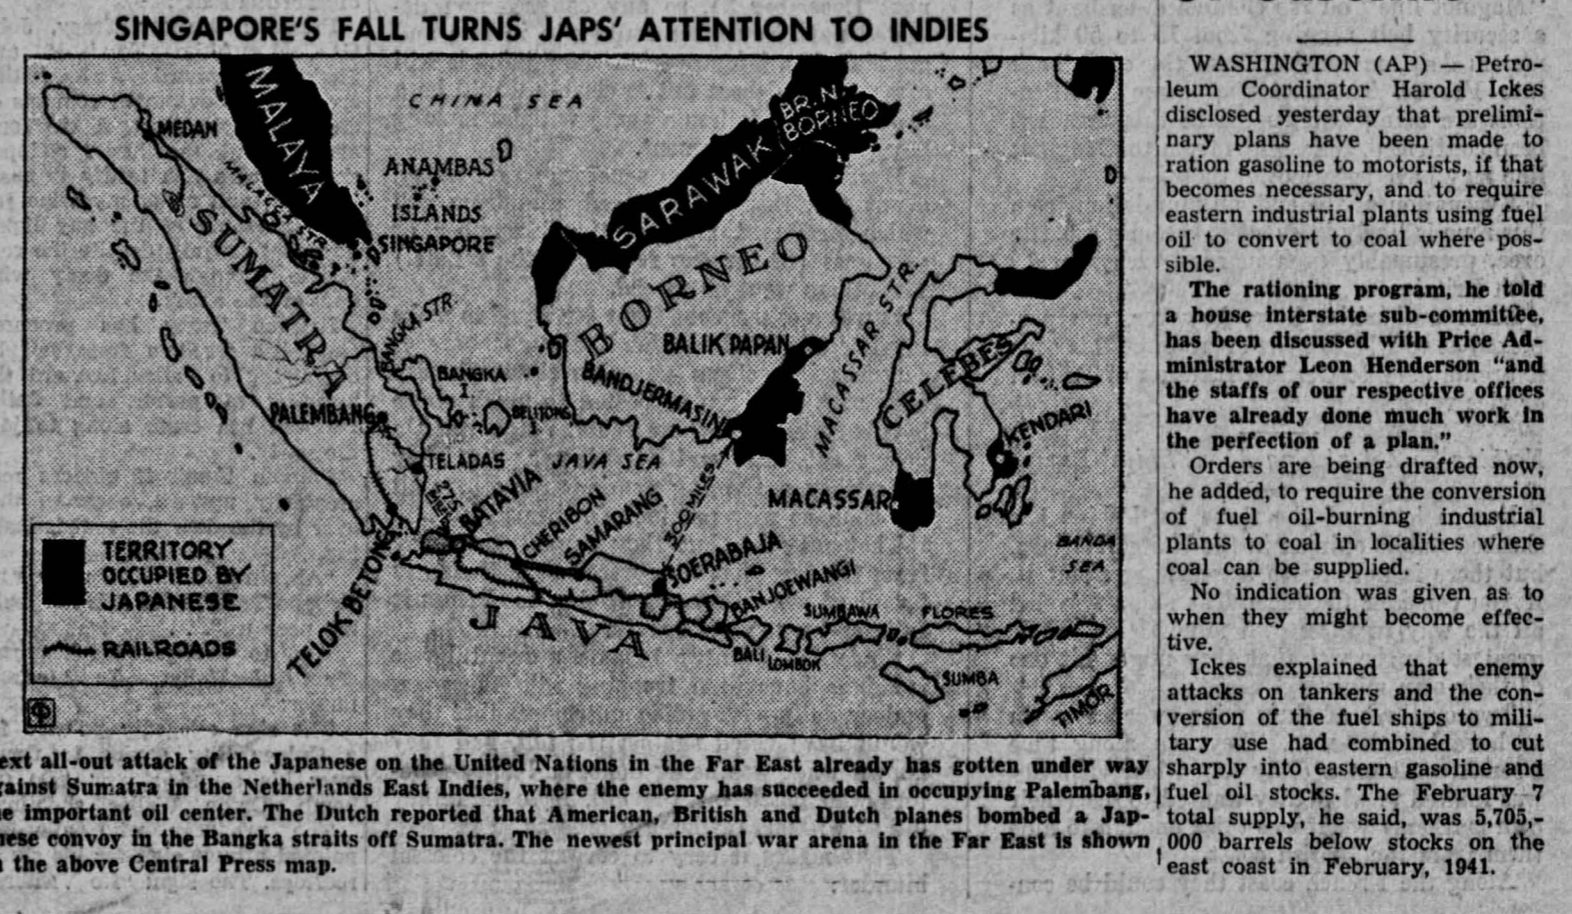 SINGAPORE'S FALL TURNS JAPS' ATTENTION TO INDIES
CHINA SEA
MALAYA
MEDAN
MALACCA STR.
ANAMBAS
ISLANDS
SINGAPORE
SUMATRA
BANGKA STR.
BR. N.
BORNEO
SARAWAK
BORNEO
BALIK PAPAN
BANDJERMASIN
MACASSAR STR.
CELEBES
KENDARI
BANGKA
I
BELITONG
I
PALEMBANG
TELADAS
JAVA SEA
BATAVIA
CHERIBON
SAMARANG
300 MILES
MACASSAR
SOERABAJA
BANJOEWANGI
BANDA
SEA
TELOK BETONG
JAVA
SUMBAWA
FLORES
BALI
LOMBOK
SUMBA
TIMOR
TERRITORY
OCCUPIED BY
JAPANESE
RAILROADS
ext all-out attack of the Japanese on the United Nations in the Far East already has gotten under way
gainst Sumatra in the Netherlands East Indies, where the enemy has succeeded in occupying Palembang,
e important oil center. The Dutch reported that American, British and Dutch planes bombed a Jap-
nese convoy in the Bangka straits off Sumatra. The newest principal war arena in the Far East is shown
the above Central Press map.
WASHINGTON (AP) — Petro-
leum Coordinator Harold Ickes
disclosed yesterday that prelimi-
nary plans have been made to
ration gasoline to motorists, if that
becomes necessary, and to require
eastern industrial plants using fuel
oil to convert to coal where pos-
sible.
The rationing program, he told
a house interstate sub-committee,
has been discussed with Price Ad-
ministrator Leon Henderson "and
the staffs of our respective offices
have already done much work in
the perfection of a plan."
Orders are being drafted now,
he added, to require the conversion
of fuel oil-burning industrial
plants to coal in localities where
coal can be supplied.
No indication was given as to
when they might become effec-
tive.
Ickes explained that enemy
attacks on tankers and the con-
version of the fuel ships to mili-
tary use had combined to cut
sharply into eastern gasoline and
fuel oil stocks. The February 7
total supply, he said, was 5,705,-
000 barrels below stocks on the
east coast in February, 1941.